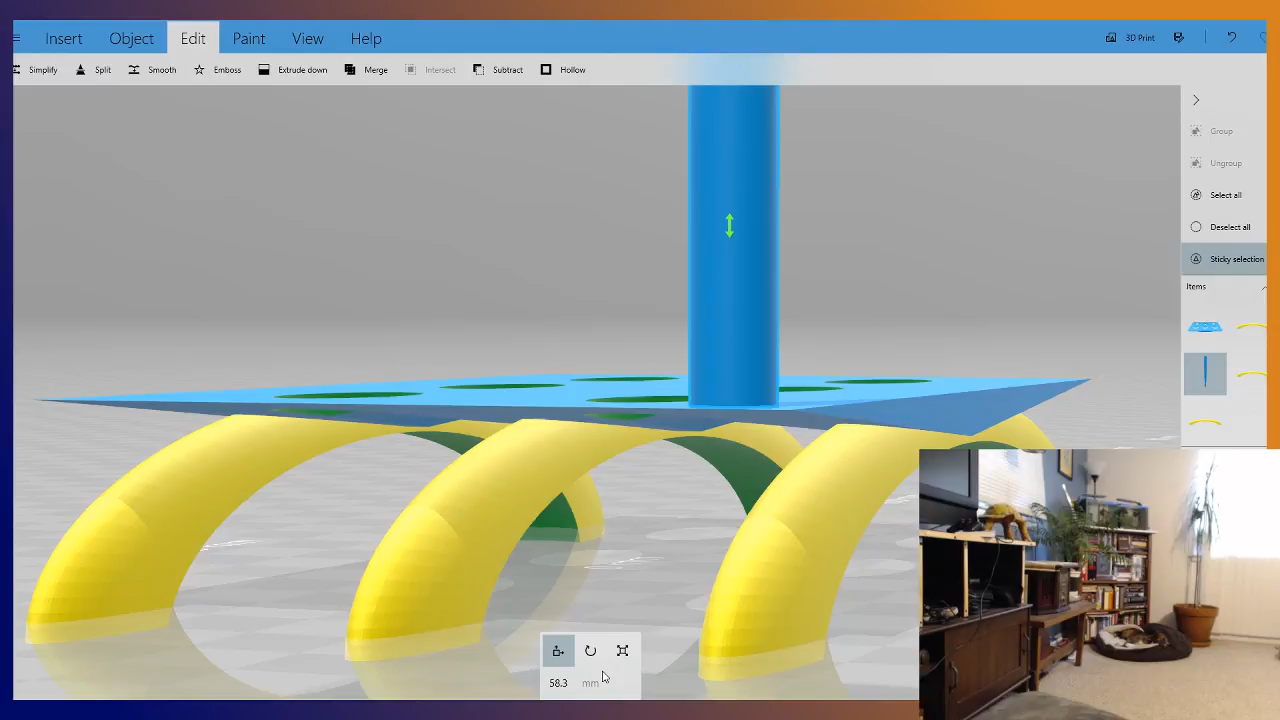 Insert Object Edit Paint View Help 3D Print
Simplify Split Smooth Emboss Extrude down Merge Intersect Subtract Hollow
Group
Ungroup
Select all
Deselect all
Sticky selection
Items
58.3 mm